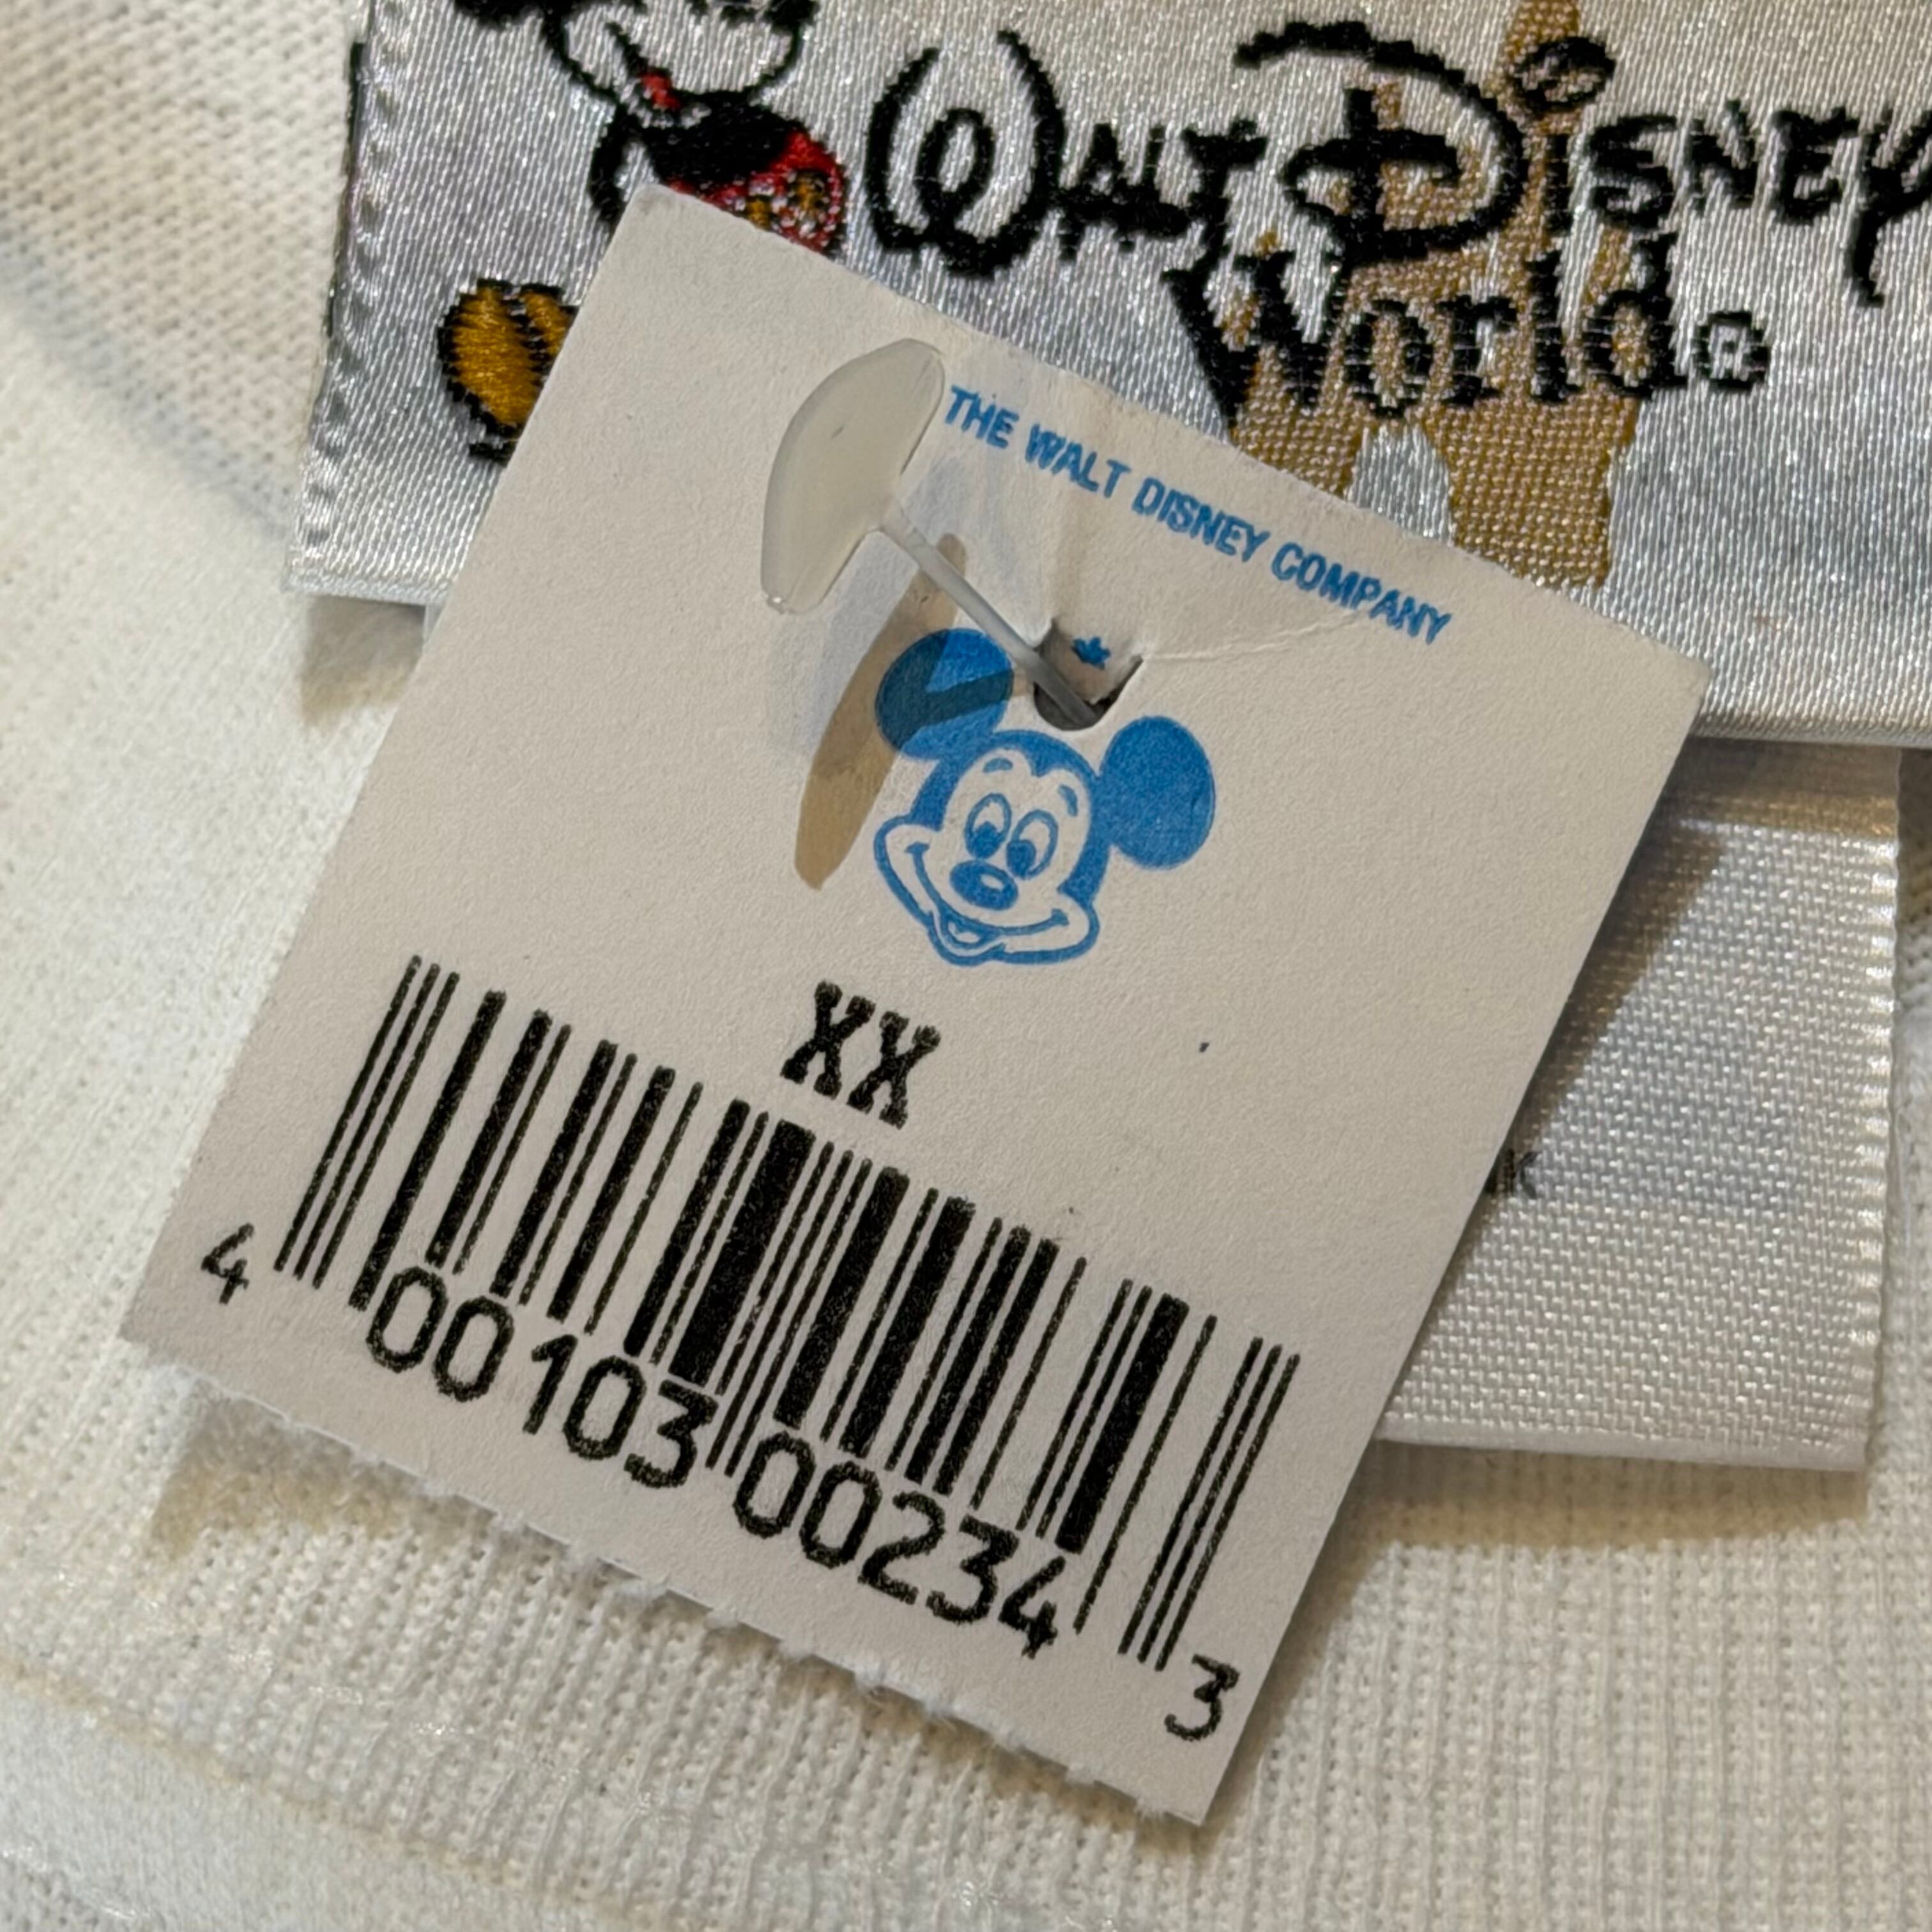 Walt Disney
World®
THE WALT DISNEY COMPANY
XX
4 00103 00234 3
K